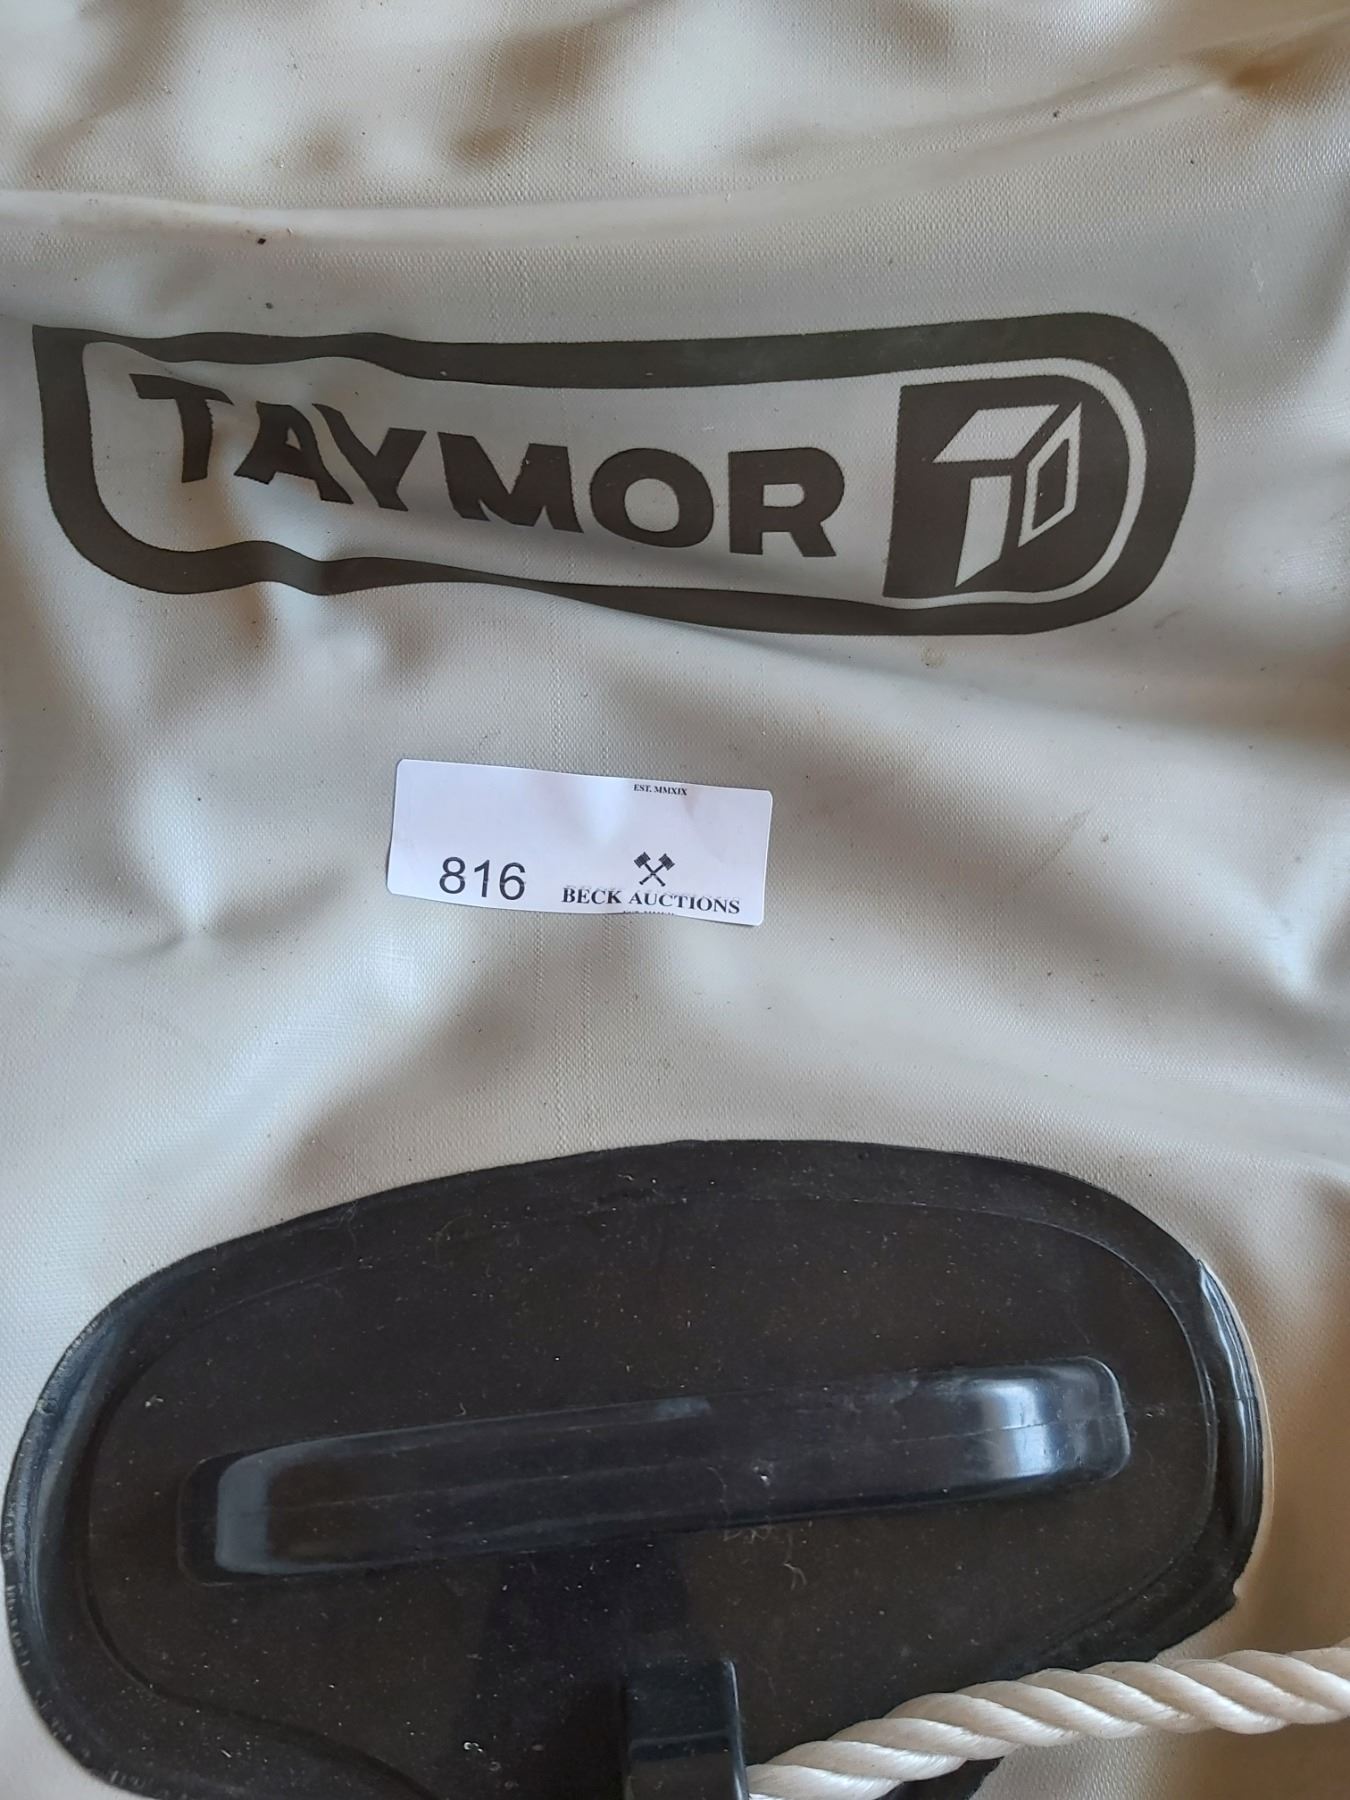 TAYMOR
EST. MMXIX
816
BECK AUCTIONS